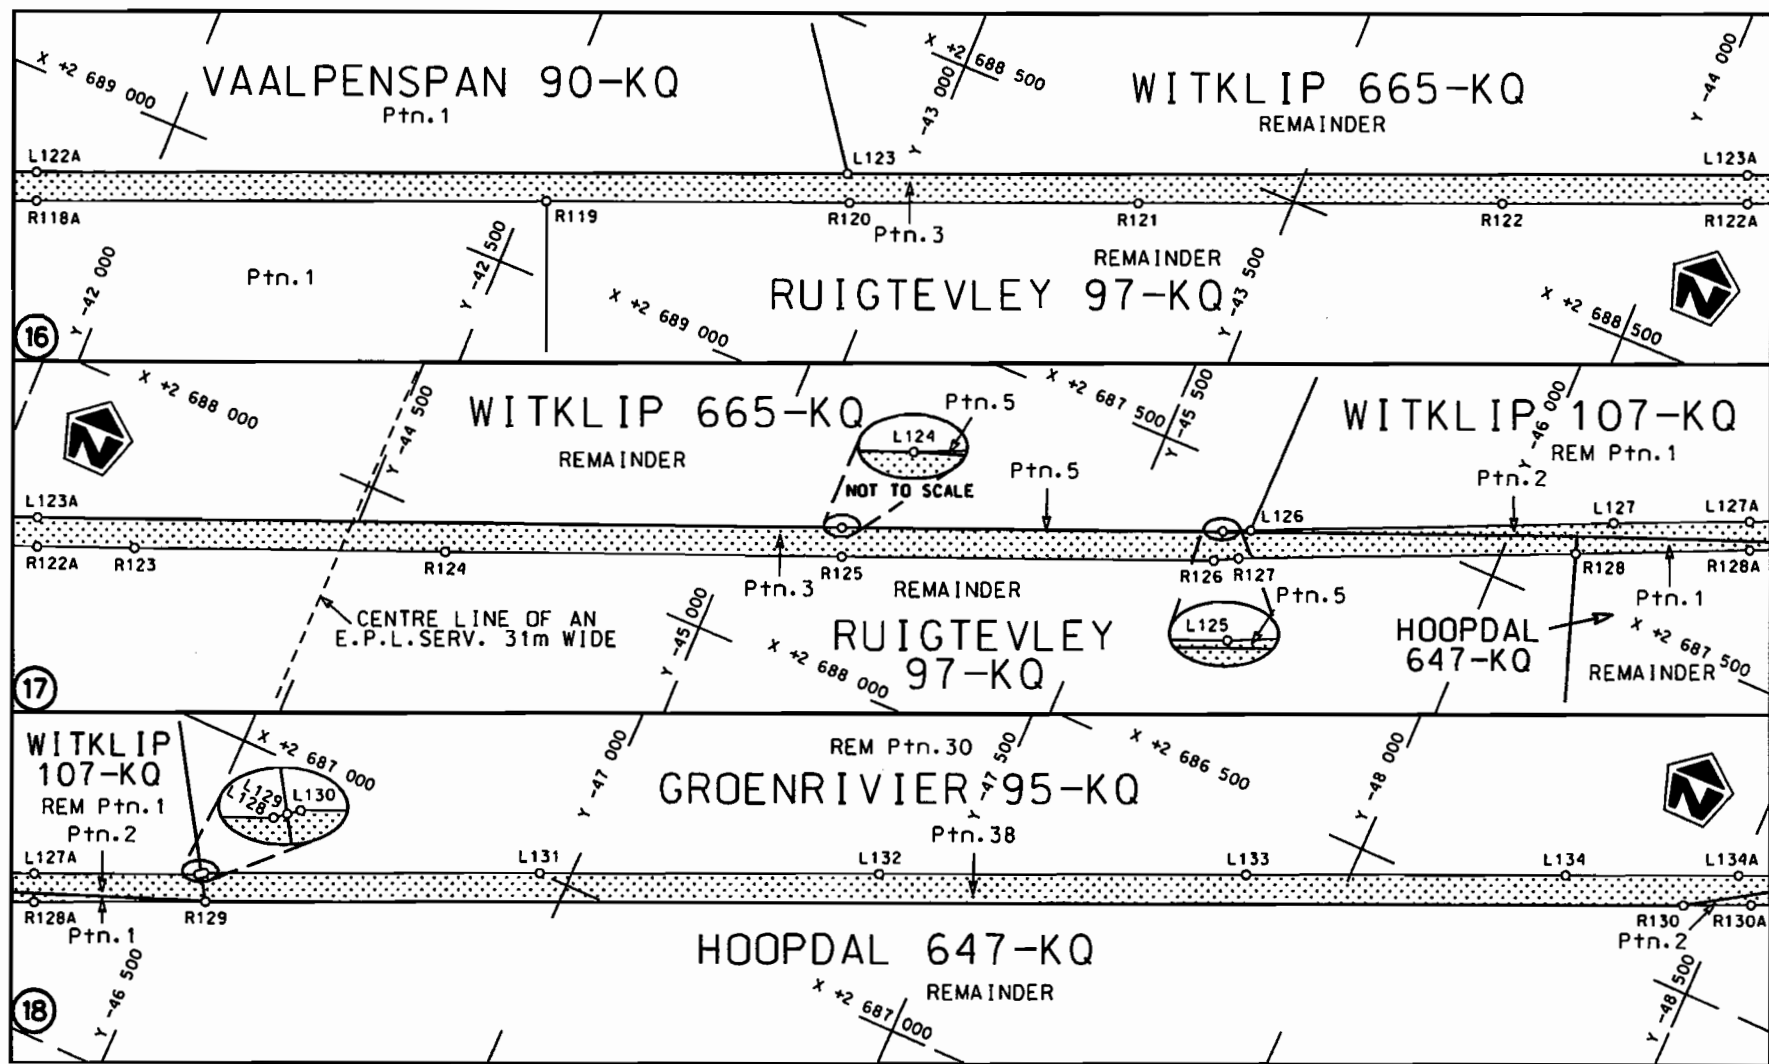 X +2 689 000
VAALPENSPAN 90-KQ
Ptn.1
X +2 688 500
Y -43 000
WITKLIP 665-KQ
REMAINDER
Y -44 000
L122A
L123
L123A
R118A
R119
R120
Ptn.3
R121
R122
R122A
Y -42 000
Ptn.1
Y -42 500
X +2 689 000
REMAINDER
RUIGTEVLEY 97-KQ
Y -43 500
X +2 688 500
N
16
X +2 688 000
N
Y -44 500
WITKLIP 665-KQ
REMAINDER
L124
Ptn.5
NOT TO SCALE
X +2 687 500
Y -45 500
Ptn.5
WITKLIP 107-KQ
REM Ptn.1
Y -46 000
Ptn.2
L123A
L126
L127
L127A
R122A
R123
R124
R125
R126
R127
R128
R128A
Ptn.3
REMAINDER
Ptn.5
Ptn.1
CENTRE LINE OF AN
E.P.L.SERV. 31m WIDE
Y -45 000
X +2 688 000
RUIGTEVLEY
97-KQ
L125
HOOPDAL
647-KQ
X +2 687 500
REMAINDER
17
WITKLIP
107-KQ
REM Ptn.1
Ptn.2
X +2 687 000
L128
L129
L130
Y -47 000
REM Ptn.30
GROENRIVIER 95-KQ
Y -47 500
Ptn.38
X +2 686 500
Y -48 000
N
L127A
L131
L132
L133
L134
L134A
R128A
R129
R130
R130A
Ptn.1
Ptn.2
Y -46 500
HOOPDAL 647-KQ
REMAINDER
X +2 687 000
Y -48 500
18